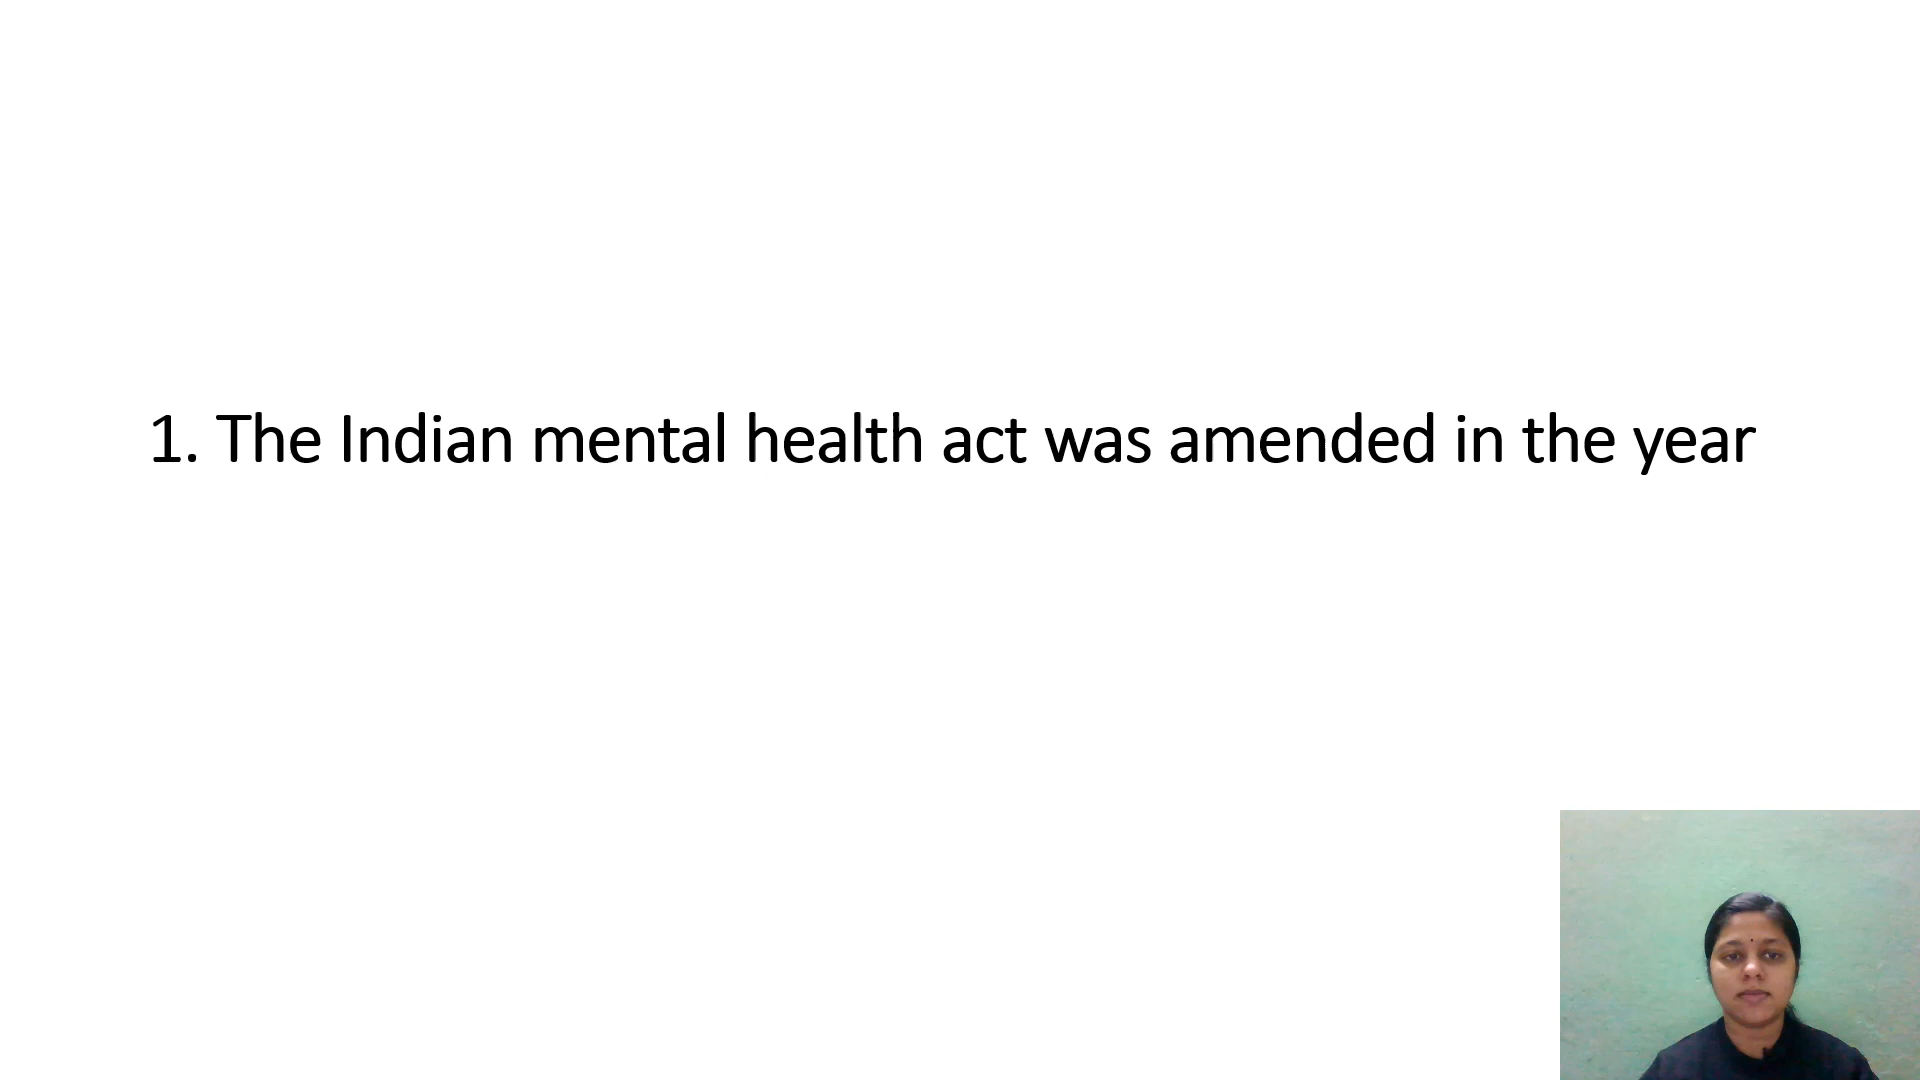 1. The Indian mental health act was amended in the year